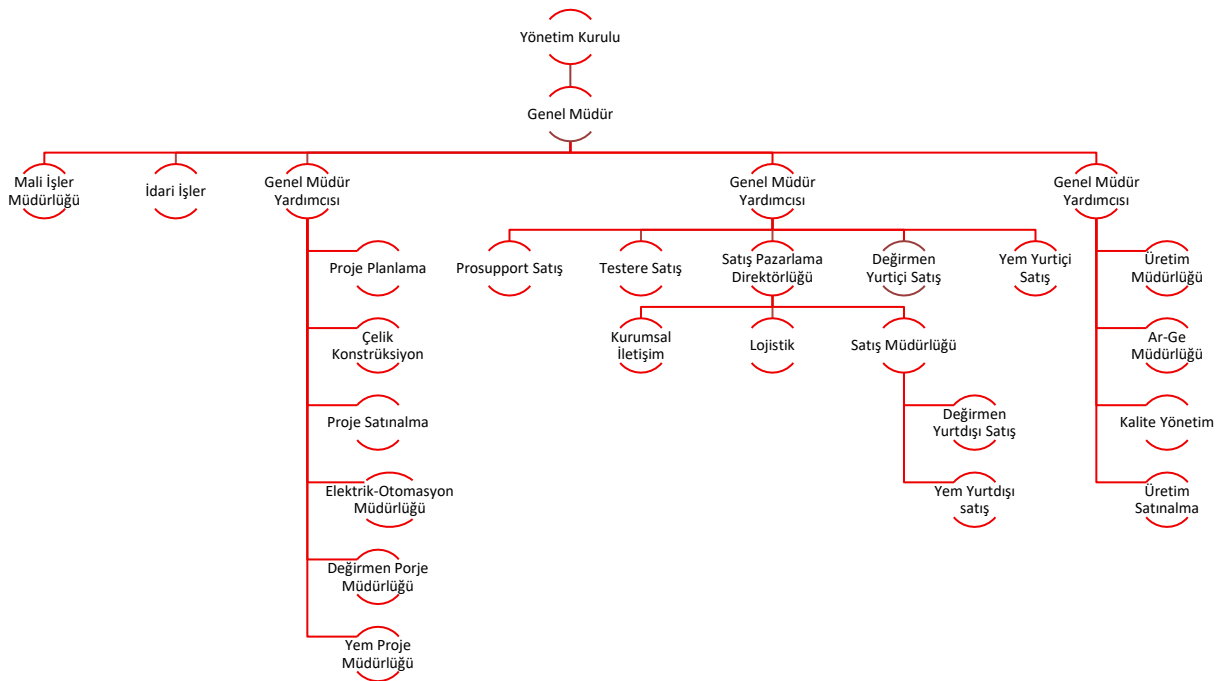 Yönetim Kurulu
Genel Müdür
Mali İşler
Müdürlüğü
İdari İşler
Genel Müdür
Yardımcısı
Proje Planlama
Çelik
Konstrüksiyon
Proje Satınalma
Elektrik-Otomasyon
Müdürlüğü
Değirmen Porje
Müdürlüğü
Yem Proje
Müdürlüğü
Genel Müdür
Yardımcısı
Prosupport Satış
Testere Satış
Satış Pazarlama
Direktörlüğü
Kurumsal
İletişim
Lojistik
Satış Müdürlüğü
Değirmen
Yurtdışı Satış
Yem Yurtdışı
satış
Değirmen
Yurtiçi Satış
Yem Yurtiçi
Satış
Genel Müdür
Yardımcısı
Üretim
Müdürlüğü
Ar-Ge
Müdürlüğü
Kalite Yönetim
Üretim
Satınalma